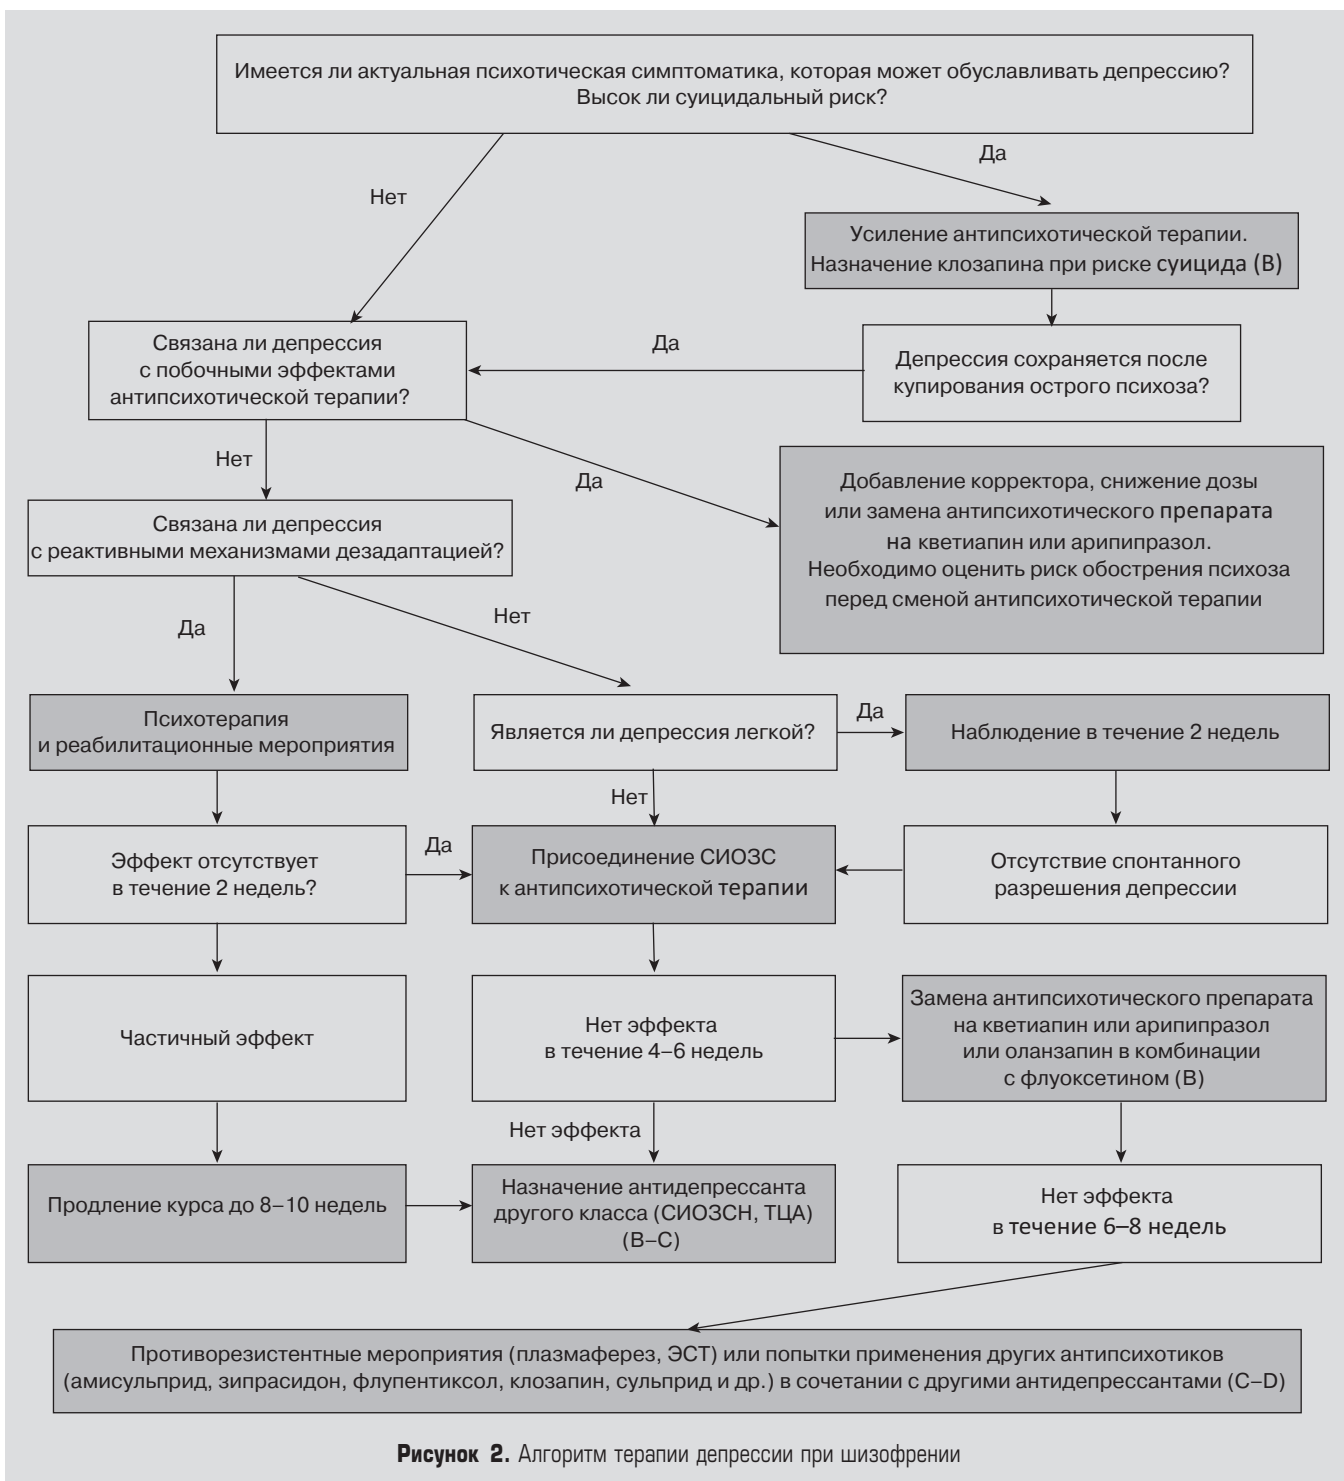 Имеется ли актуальная психотическая симптоматика, которая может обуславливать депрессию?
Высок ли суицидальный риск?
Да
Нет
Усиление антипсихотической терапии.
Назначение клозапина при риске суицида (В)
Связана ли депрессия
с побочными эффектами
антипсихотической терапии?
Да
Депрессия сохраняется после
купирования острого психоза?
Нет
Да
Добавление корректора, снижение дозы
или замена антипсихотического препарата
на кветиапин или арипипразол.
Необходимо оценить риск обострения психоза
перед сменой антипсихотической терапии
Связана ли депрессия
с реактивными механизмами дезадаптацией?
Да
Нет
Психотерапия
и реабилитационные мероприятия
Является ли депрессия легкой?
Да
Наблюдение в течение 2 недель
Нет
Эффект отсутствует
в течение 2 недель?
Да
Присоединение СИОЗС
к антипсихотической терапии
Отсутствие спонтанного
разрешения депрессии
Частичный эффект
Нет эффекта
в течение 4–6 недель
Замена антипсихотического препарата
на кветиапин или арипипразол
или оланзапин в комбинации
с флуоксетином (В)
Нет эффекта
Продление курса до 8–10 недель
Назначение антидепрессанта
другого класса (СИОЗСН, ТЦА)
(В–С)
Нет эффекта
в течение 6–8 недель
Противорезистентные мероприятия (плазмаферез, ЭСТ) или попытки применения других антипсихотиков
(амисульприд, зипрасидон, флупентиксол, клозапин, сульприд и др.) в сочетании с другими антидепрессантами (C–D)
Рисунок 2. Алгоритм терапии депрессии при шизофрении